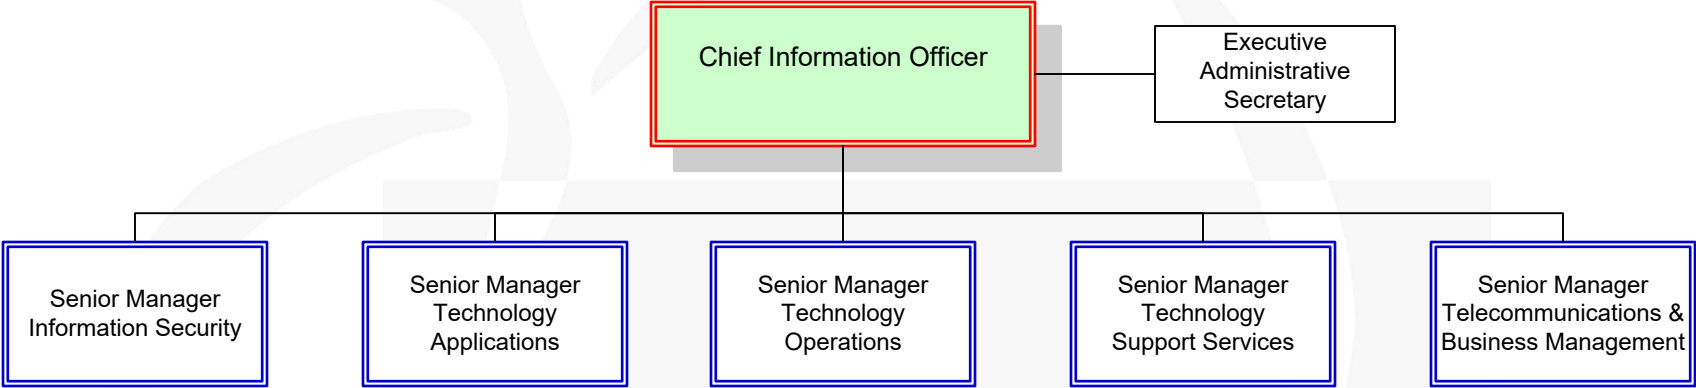 Chief Information Officer
Executive
Administrative
Secretary
Senior Manager
Information Security
Senior Manager
Technology
Applications
Senior Manager
Technology
Operations
Senior Manager
Technology
Support Services
Senior Manager
Telecommunications &
Business Management